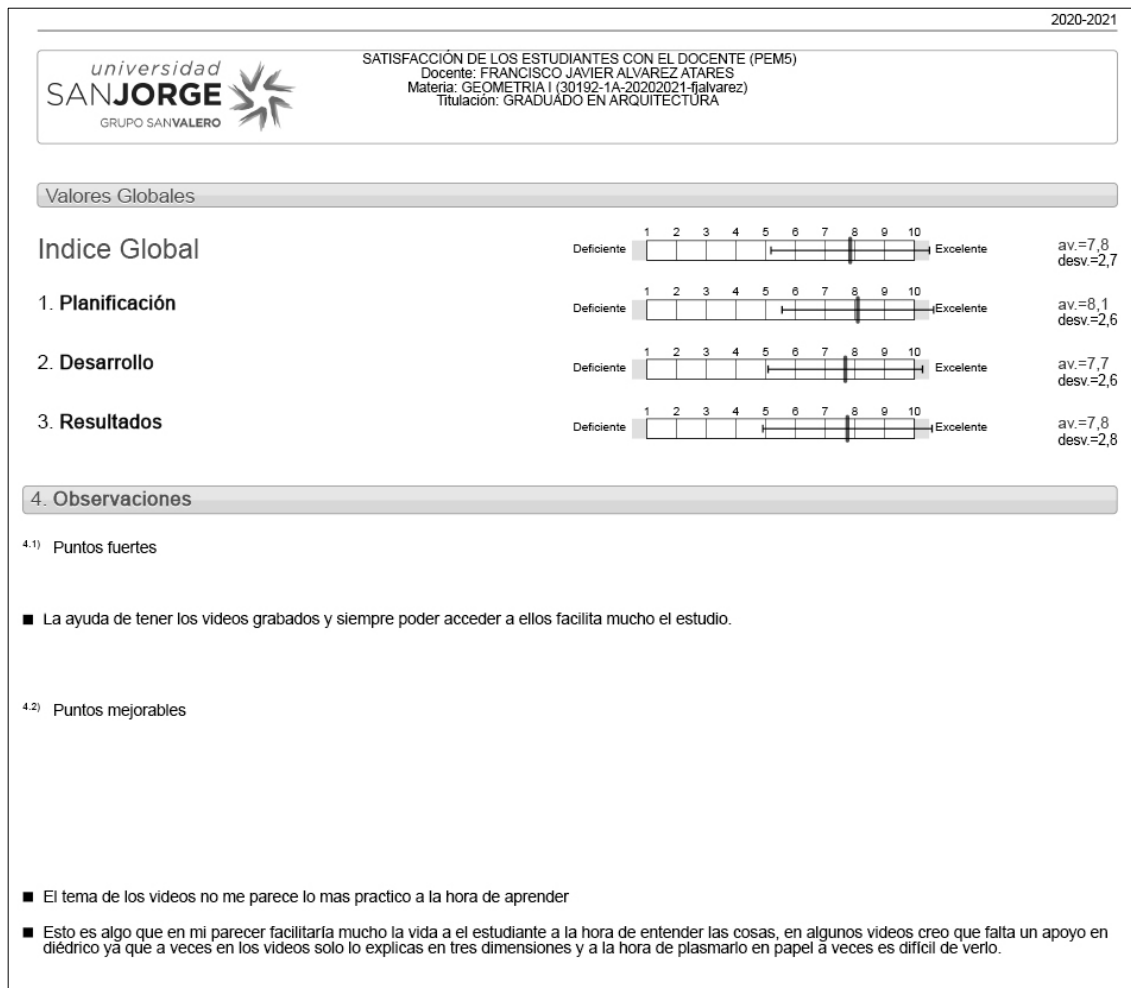 2020-2021
universidad
SANJORGE
GRUPO SANVALERO
SATISFACCIÓN DE LOS ESTUDIANTES CON EL DOCENTE (PEM5)
Docente: FRANCISCO JAVIER ALVAREZ ATARES
Materia: GEOMETRIA I (30192-1A-20202021-fjalvarez)
Titulación: GRADUADO EN ARQUITECTURA
Valores Globales
Indice Global
1 2 3 4 5 6 7 8 9 10
Deficiente Excelente
av.=7,8
desv.=2,7
1. Planificación
1 2 3 4 5 6 7 8 9 10
Deficiente Excelente
av.=8,1
desv.=2,6
2. Desarrollo
1 2 3 4 5 6 7 8 9 10
Deficiente Excelente
av.=7,7
desv.=2,6
3. Resultados
1 2 3 4 5 6 7 8 9 10
Deficiente Excelente
av.=7,8
desv.=2,8
4. Observaciones
4.1) Puntos fuertes
■ La ayuda de tener los videos grabados y siempre poder acceder a ellos facilita mucho el estudio.
4.2) Puntos mejorables
■ El tema de los videos no me parece lo mas practico a la hora de aprender
■ Esto es algo que en mi parecer facilitaría mucho la vida a el estudiante a la hora de entender las cosas, en algunos videos creo que falta un apoyo en
diédrico ya que a veces en los videos solo lo explicas en tres dimensiones y a la hora de plasmarlo en papel a veces es difícil de verlo.